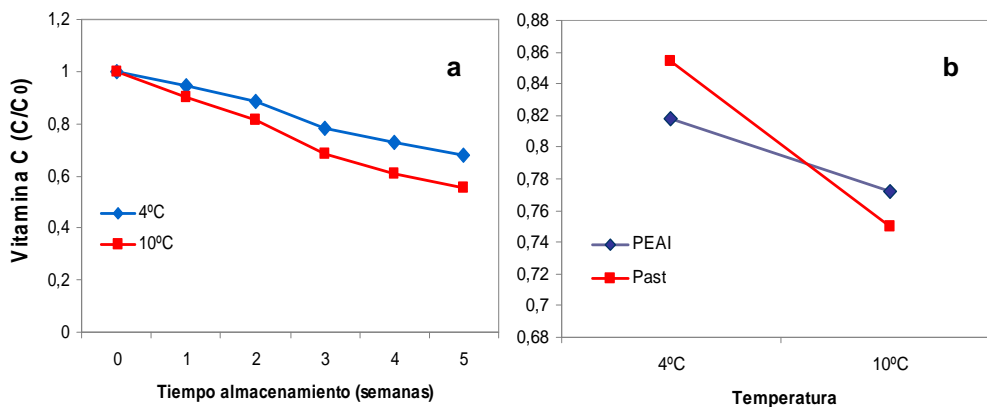 Vitamina C (C/C0)
1,2
1
0,8
0,6
0,4
0,2
0
a
4ºC
10ºC
0 1 2 3 4 5
Tiempo almacenamiento (semanas)
0,88
0,86
0,84
0,82
0,8
0,78
0,76
0,74
0,72
0,7
0,68
b
PEAI
Past
4ºC 10ºC
Temperatura